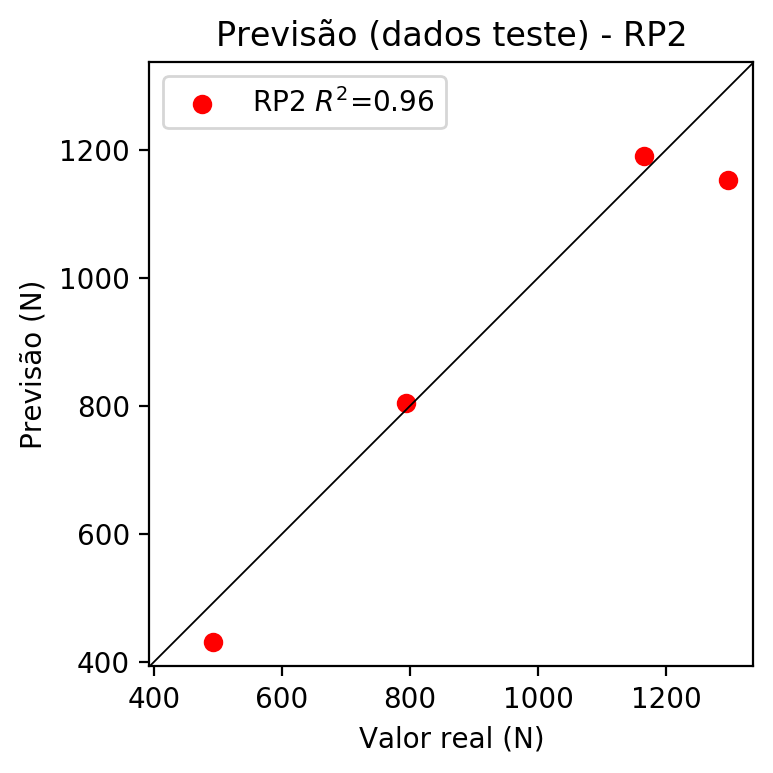 Previsão (dados teste) - RP2
RP2 R²=0.96
Previsão (N)
1200
1000
800
600
400
400 600 800 1000 1200
Valor real (N)